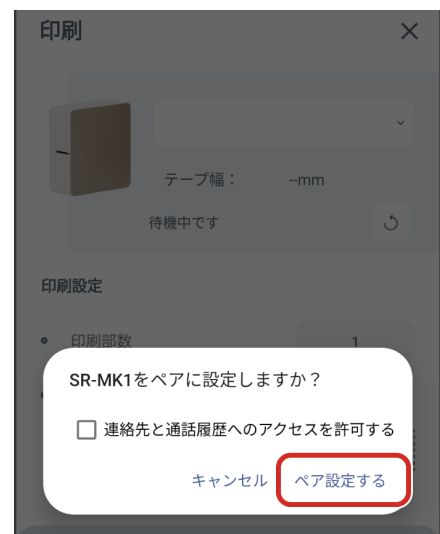 印刷
テープ幅： --mm
待機中です
印刷設定
印刷部数 1
SR-MK1をペアに設定しますか？
連絡先と通話履歴へのアクセスを許可する
キャンセル ペア設定する